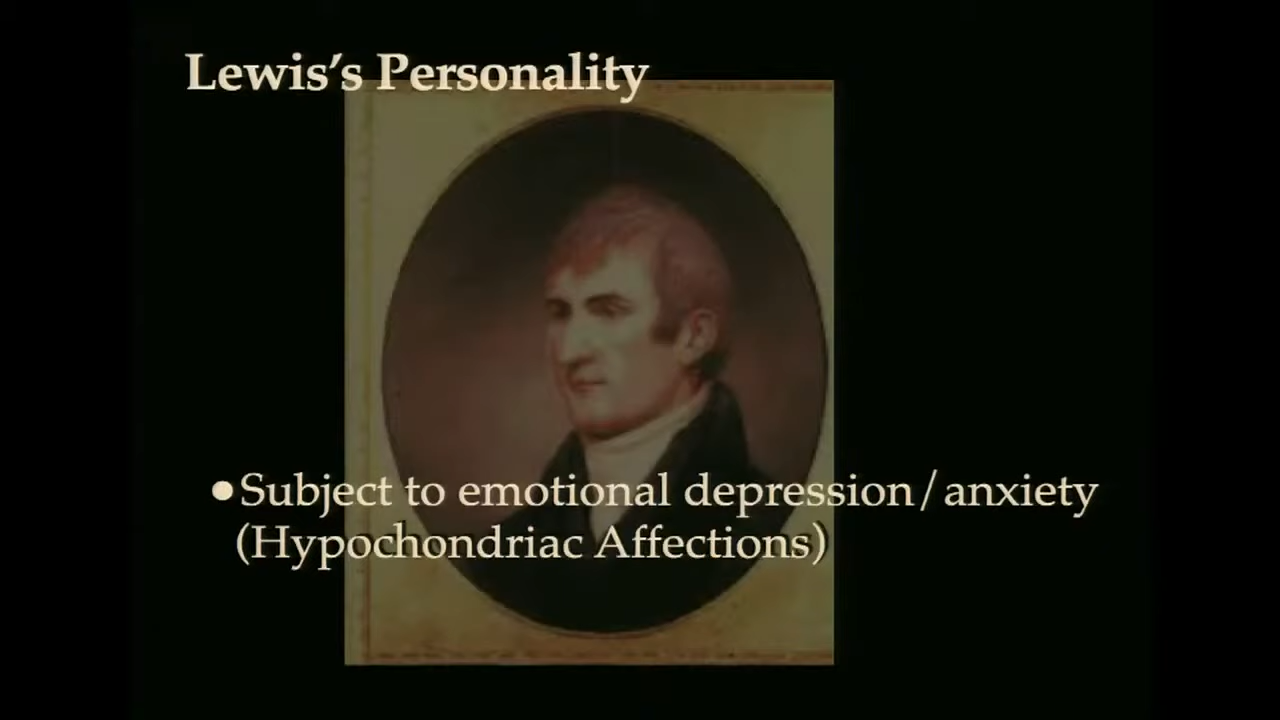 Lewis’s Personality
●Subject to emotional depression/anxiety
(Hypochondriac Affections)